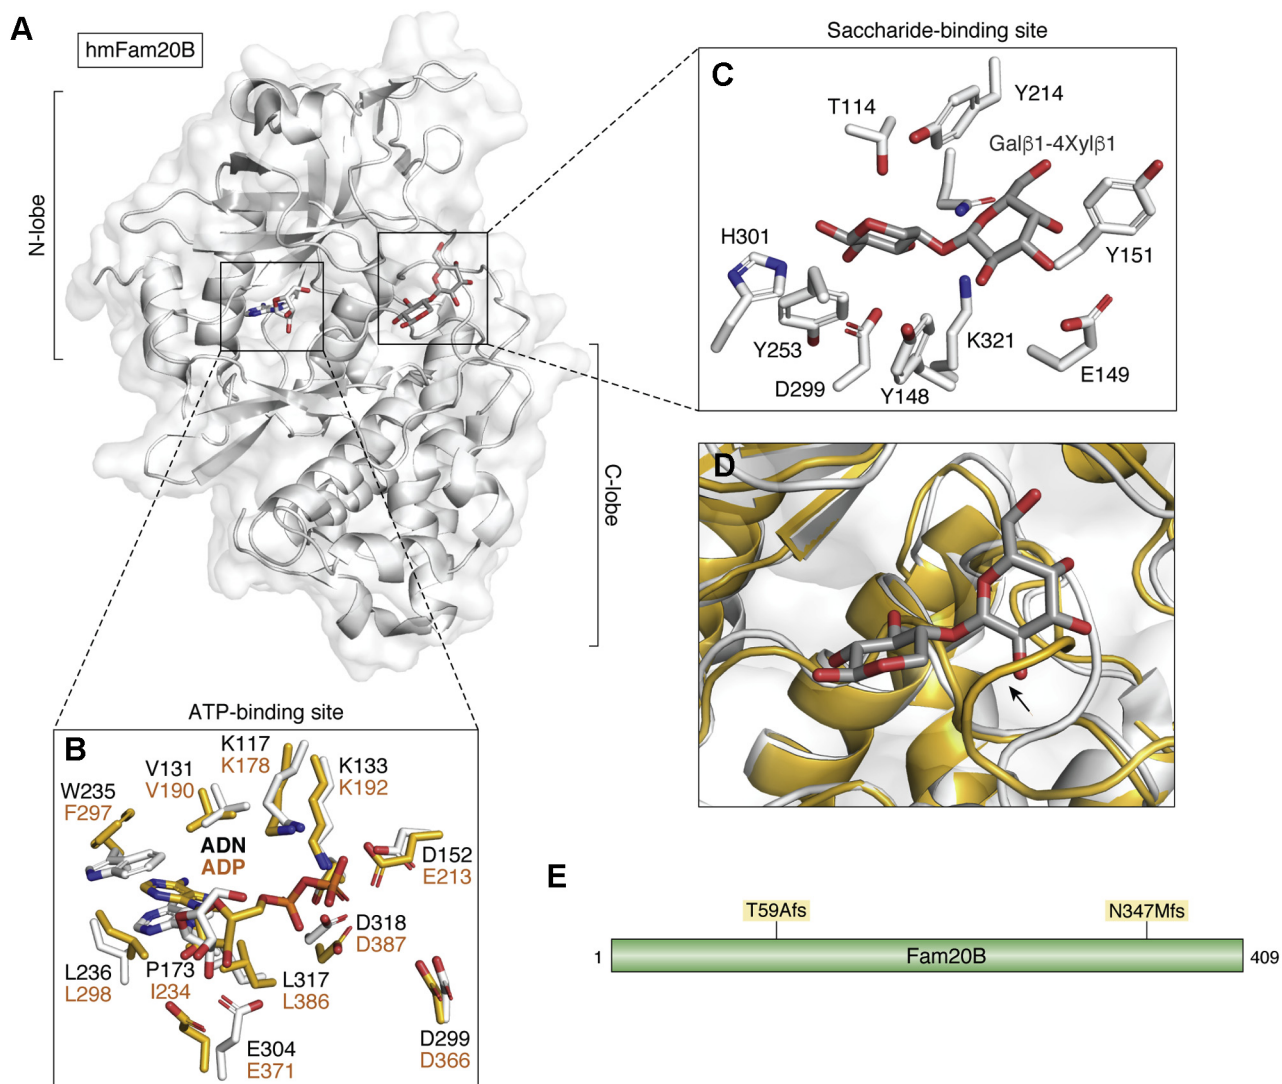 A
hmFam20B
N-lobe
C-lobe
Saccharide-binding site
C
T114
Y214
Galβ1-4Xylβ1
H301
Y151
Y253
K321
D299
Y148
E149
D
ATP-binding site
B
K117
K178
V131
V190
K133
K192
W235
F297
ADN
ADP
D152
E213
D318
D387
L236
L298
P173
I234
L317
L386
E304
E371
D299
D366
E
T59Afs
N347Mfs
1
Fam20B
409